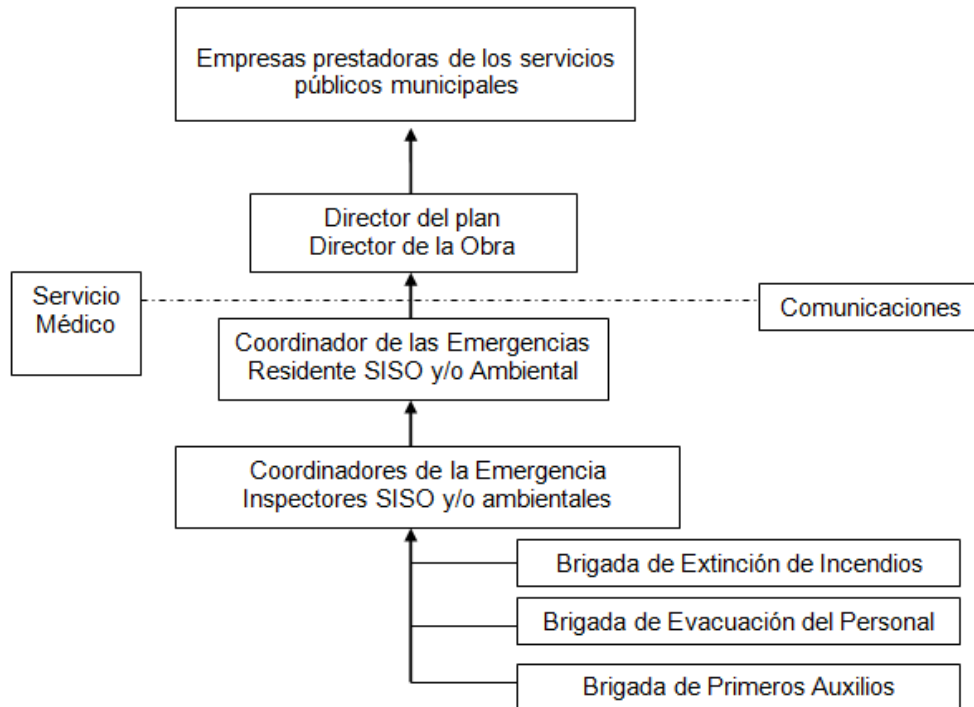 Empresas prestadoras de los servicios
públicos municipales
Director del plan
Director de la Obra
Servicio
Médico
Comunicaciones
Coordinador de las Emergencias
Residente SISO y/o Ambiental
Coordinadores de la Emergencia
Inspectores SISO y/o ambientales
Brigada de Extinción de Incendios
Brigada de Evacuación del Personal
Brigada de Primeros Auxilios